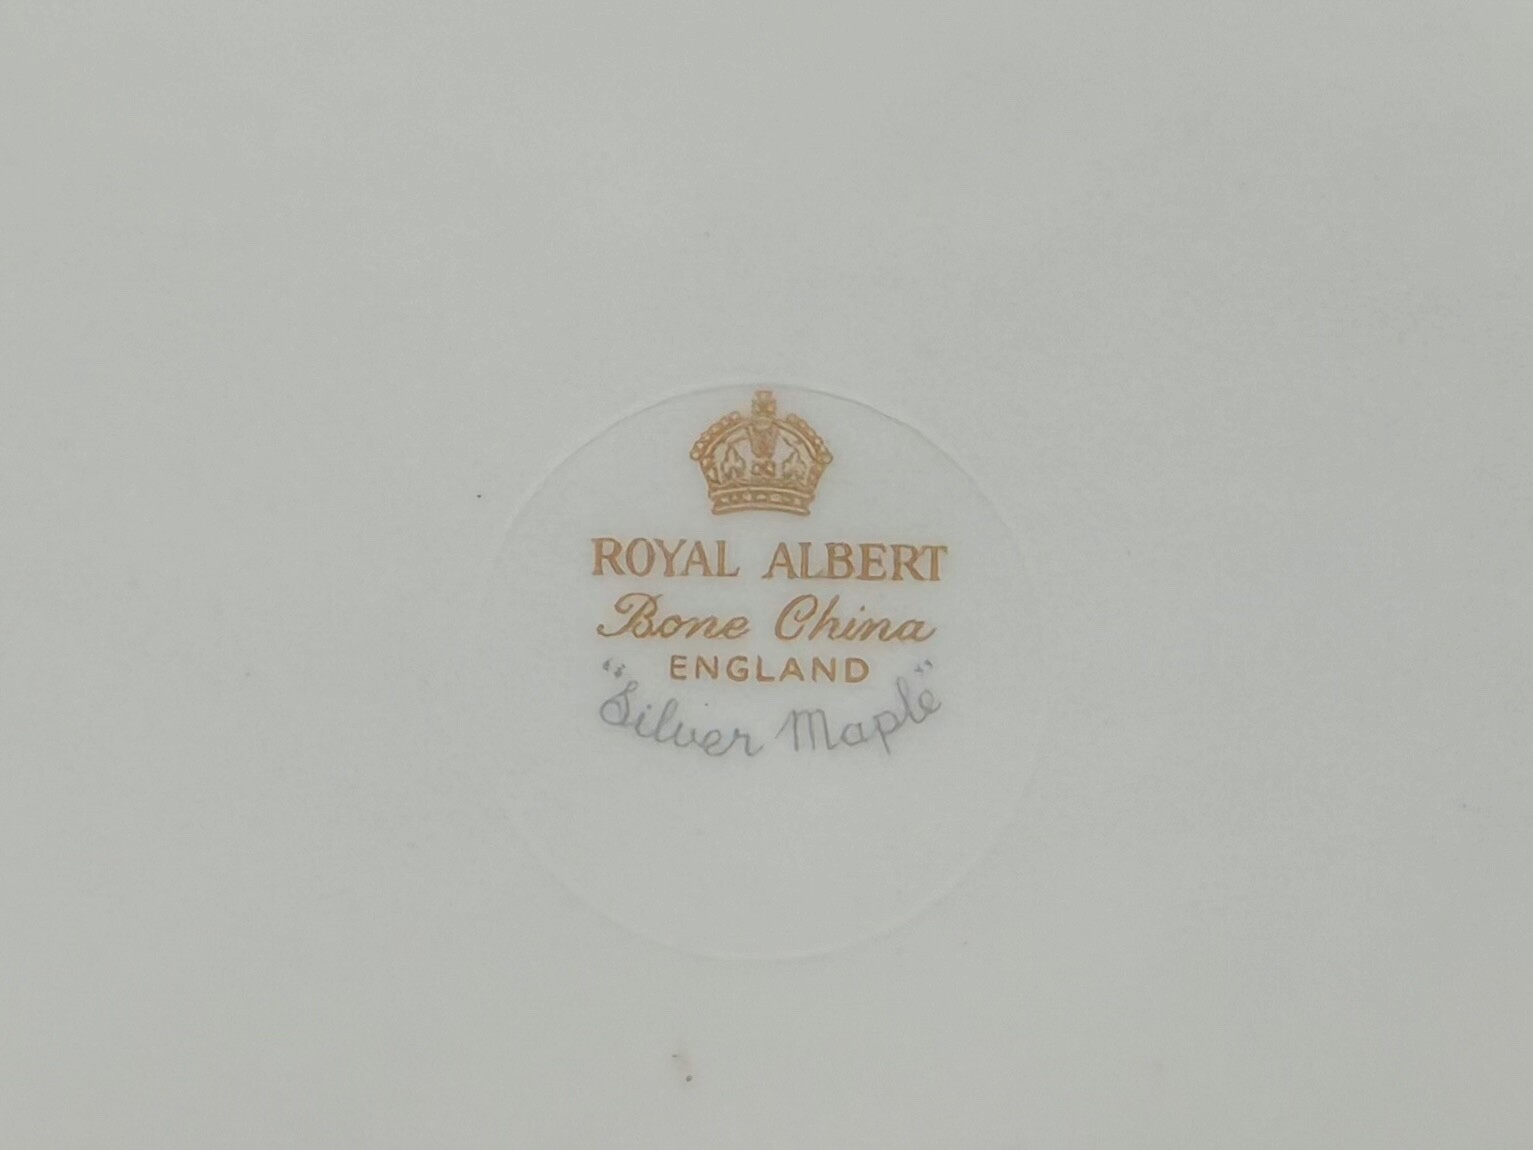 ROYAL ALBERT
Bone China
ENGLAND
"Silver Maple"